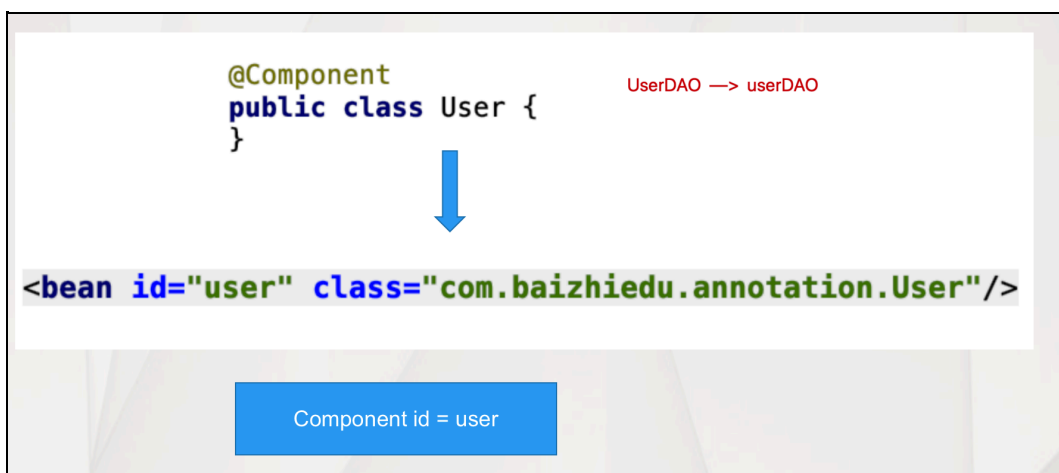 @Component
public class User {
}
UserDAO —> userDAO
<bean id="user" class="com.baizhiedu.annotation.User"/>
Component id = user